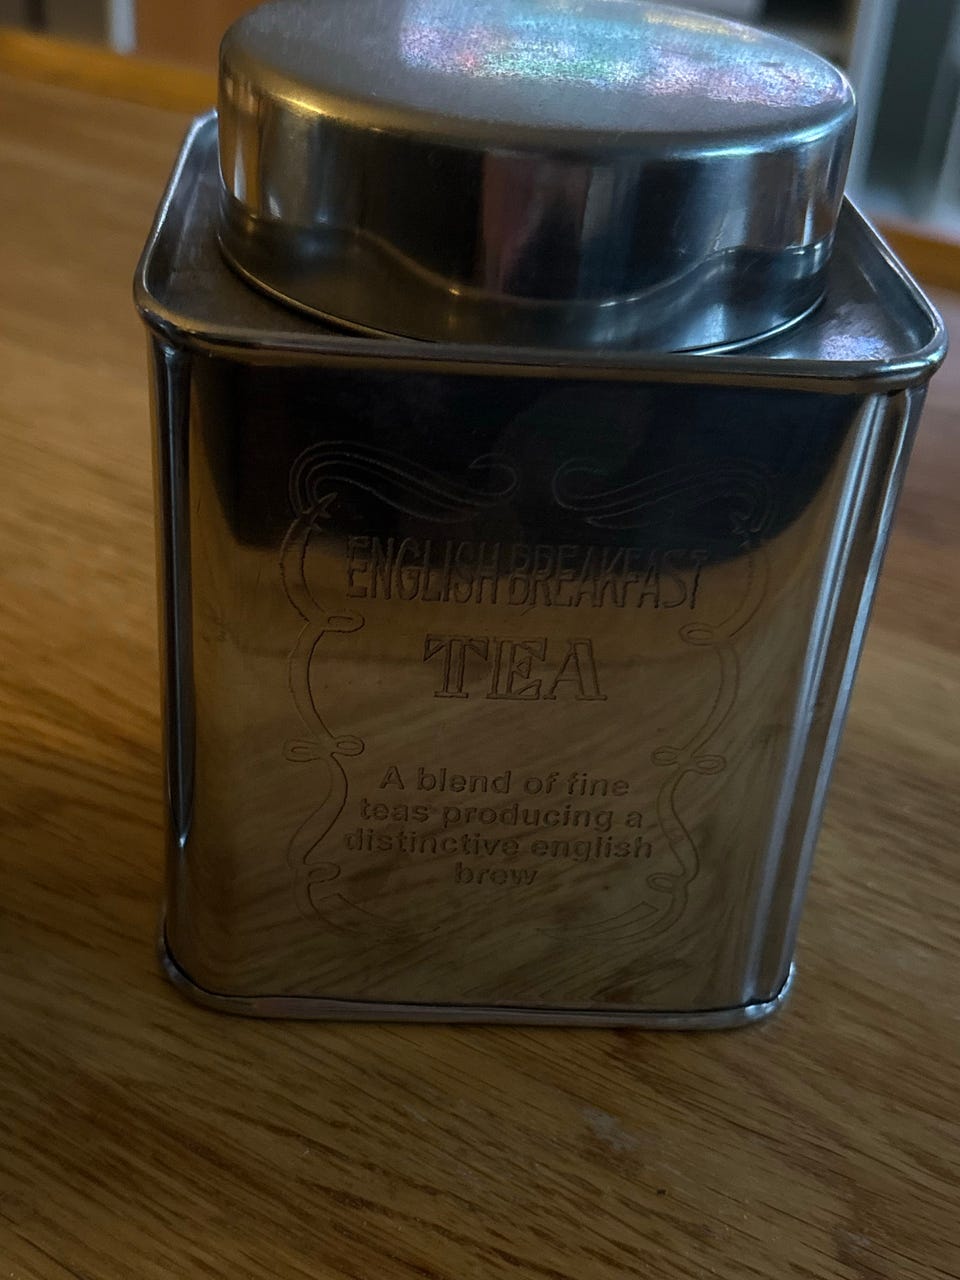 ENGLISH BREAKFAST
TEA
A blend of fine
teas producing a
distinctive english
brew